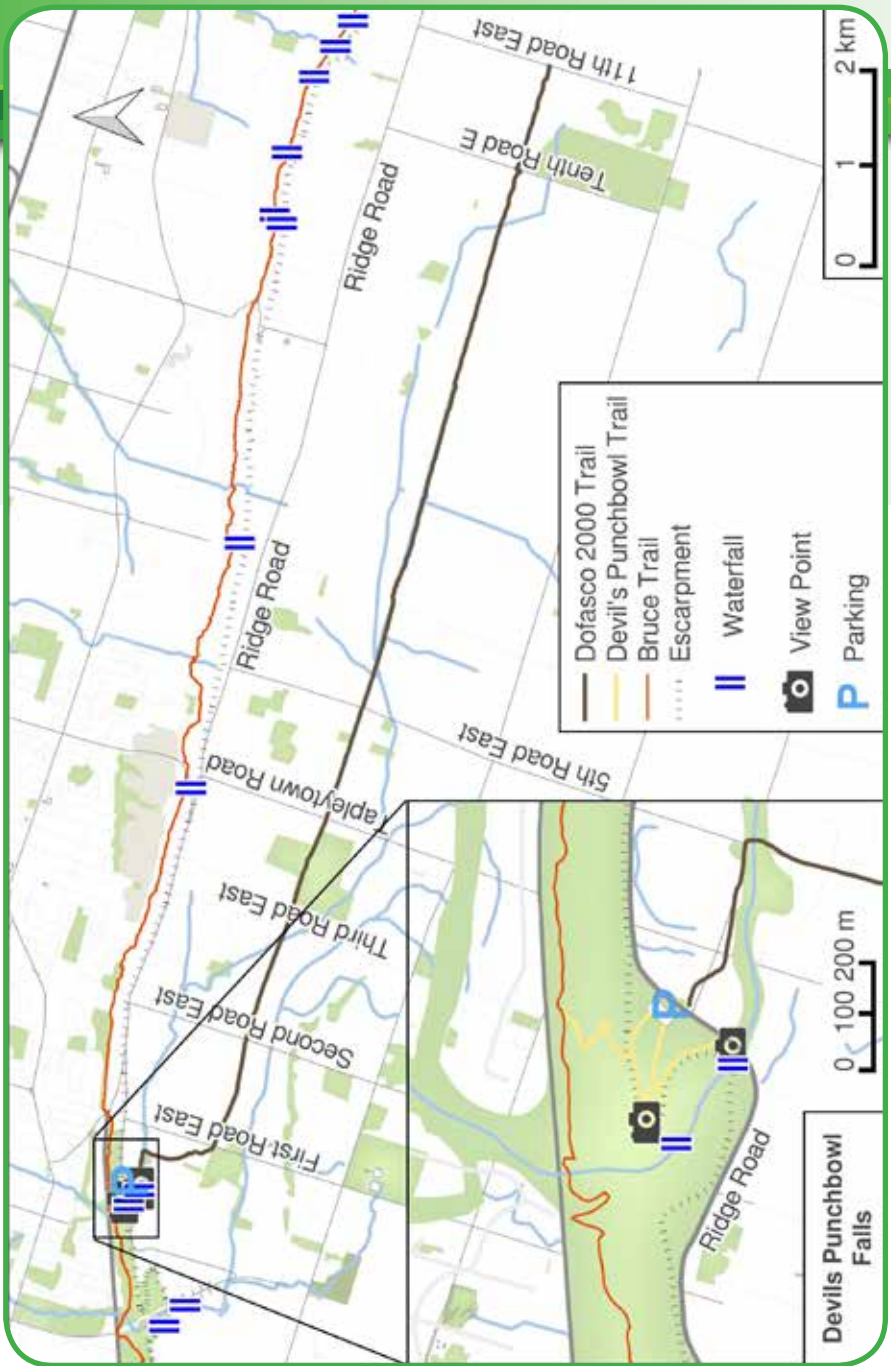 11th Road East
Tenth Road E
Ridge Road
Ridge Road
Tapleytown Road
5th Road East
Third Road East
Second Road East
First Road East
0 1 2 km
Dofasco 2000 Trail
Devil's Punchbowl Trail
Bruce Trail
Escarpment
Waterfall
View Point
P Parking
P
P
Ridge Road
0 100 200 m
Devils Punchbowl
Falls